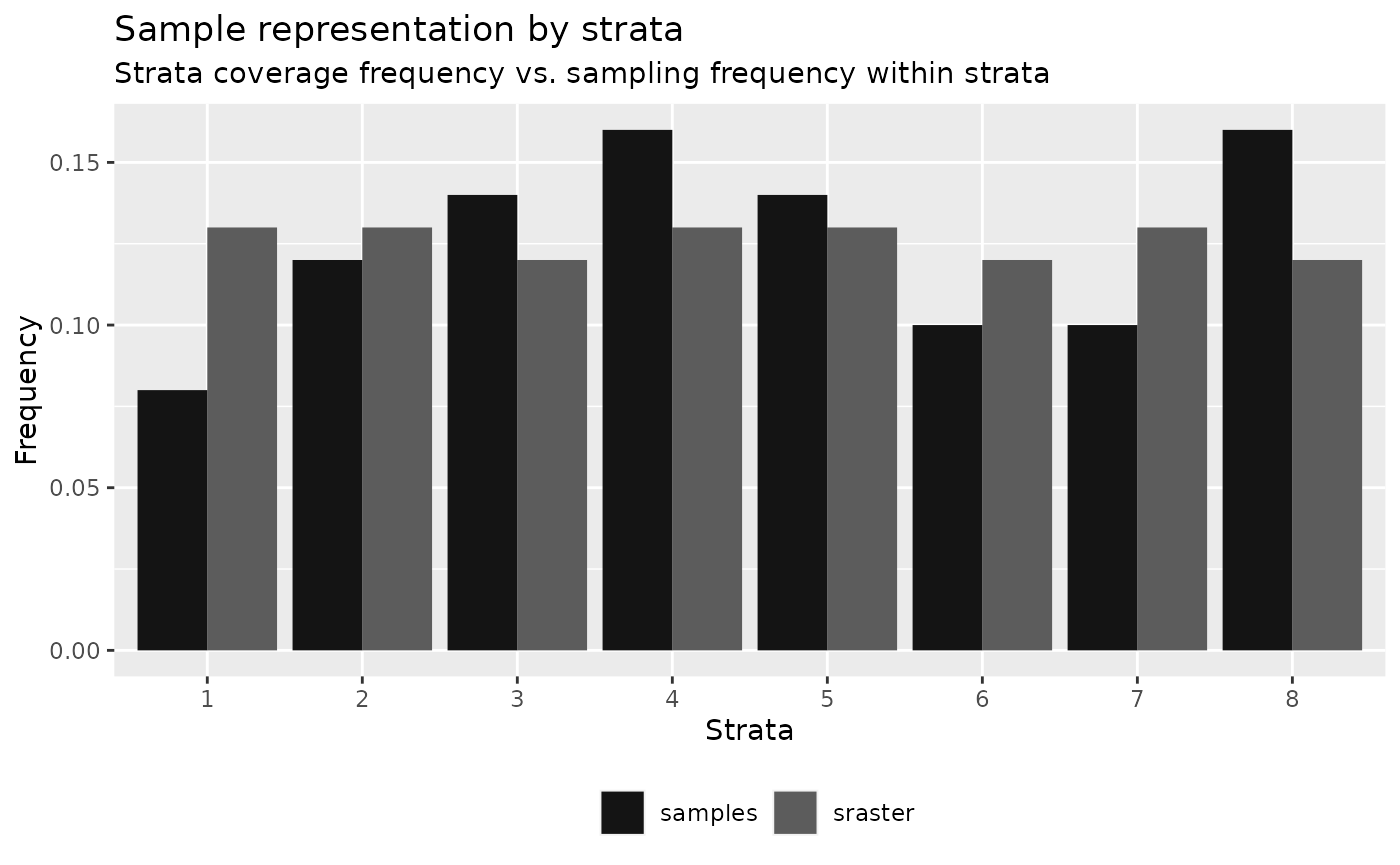 Sample representation by strata
Strata coverage frequency vs. sampling frequency within strata
Frequency
0.15
0.10
0.05
0.00
1 2 3 4 5 6 7 8
Strata
samples sraster